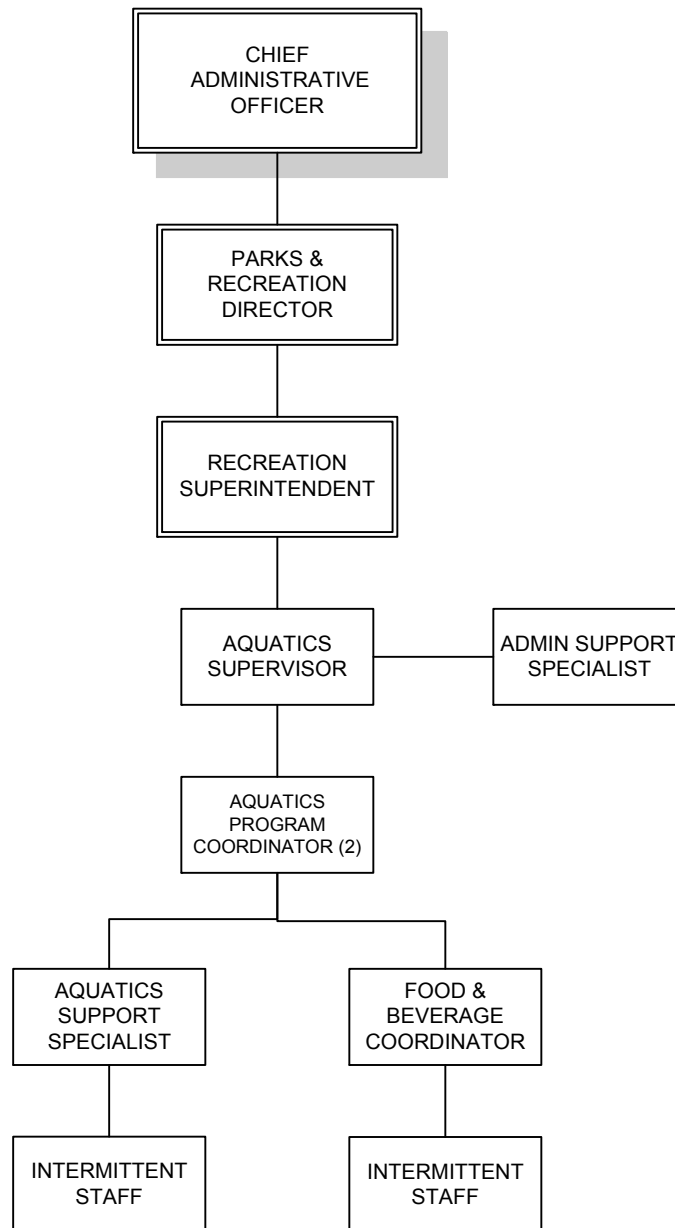 CHIEF
ADMINISTRATIVE
OFFICER
PARKS &
RECREATION
DIRECTOR
RECREATION
SUPERINTENDENT
AQUATICS
SUPERVISOR
ADMIN SUPPORT
SPECIALIST
AQUATICS
PROGRAM
COORDINATOR (2)
AQUATICS
SUPPORT
SPECIALIST
FOOD &
BEVERAGE
COORDINATOR
INTERMITTENT
STAFF
INTERMITTENT
STAFF